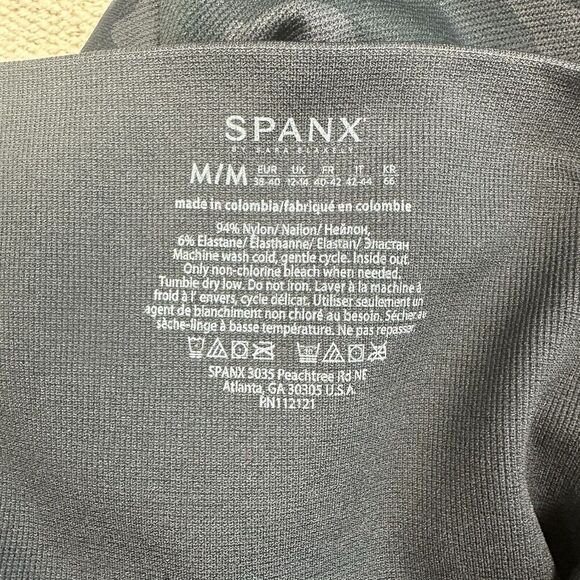 SPANX®
BY SARA BLAKELY
M/M EUR 38-40 UK 12-14 FR 40-42 IT 42-44 KR 66
made in colombia/fabriqué en colombie
94% Nylon/ Nailon/ Нейлон,
6% Elastane/ Élasthanne/ Elastan/ Эластан
Machine wash cold, gentle cycle. Inside out.
Only non-chlorine bleach when needed.
Tumble dry low. Do not iron. Laver à la machine à
froid à l' envers, cycle délicat. Utiliser seulement un
agent de blanchiment non chloré au besoin. Sécher au
sèche-linge à basse température. Ne pas repasser
SPANX 3035 Peachtree Rd NE
Atlanta, GA 30305 U.S.A.
RN112121